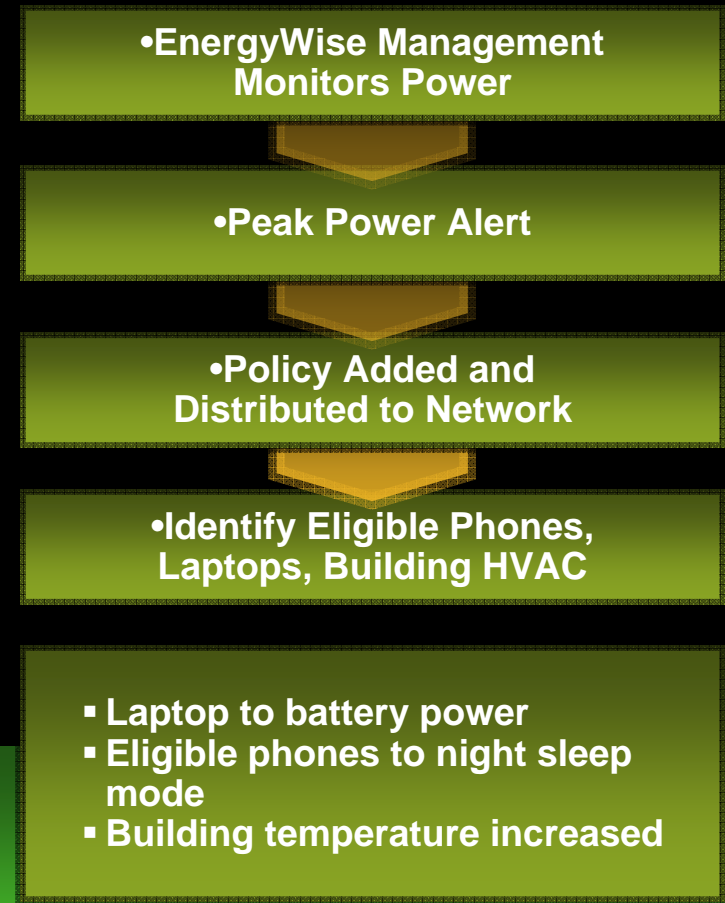 •EnergyWise Management
Monitors Power
•Peak Power Alert
•Policy Added and
Distributed to Network
•Identify Eligible Phones,
Laptops, Building HVAC
▪ Laptop to battery power
▪ Eligible phones to night sleep
mode
▪ Building temperature increased